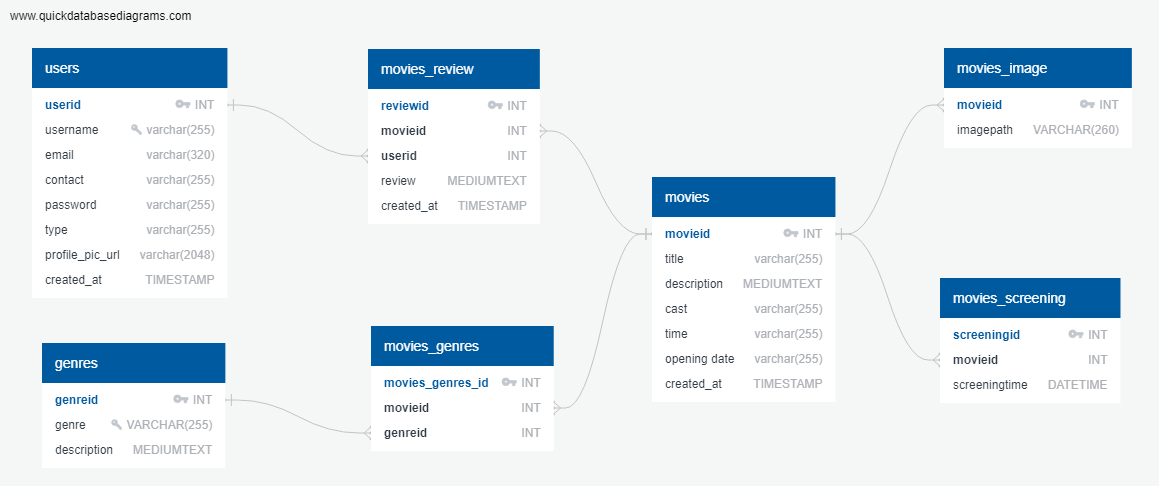 www.quickdatabasediagrams.com
users
userid INT
username varchar(255)
email varchar(320)
contact varchar(255)
password varchar(255)
type varchar(255)
profile_pic_url varchar(2048)
created_at TIMESTAMP
movies_review
reviewid INT
movieid INT
userid INT
review MEDIUMTEXT
created_at TIMESTAMP
movies_image
movieid INT
imagepath VARCHAR(260)
movies
movieid INT
title varchar(255)
description MEDIUMTEXT
cast varchar(255)
time varchar(255)
opening date varchar(255)
created_at TIMESTAMP
movies_screening
screeningid INT
movieid INT
screeningtime DATETIME
genres
genreid INT
genre VARCHAR(255)
description MEDIUMTEXT
movies_genres
movies_genres_id INT
movieid INT
genreid INT